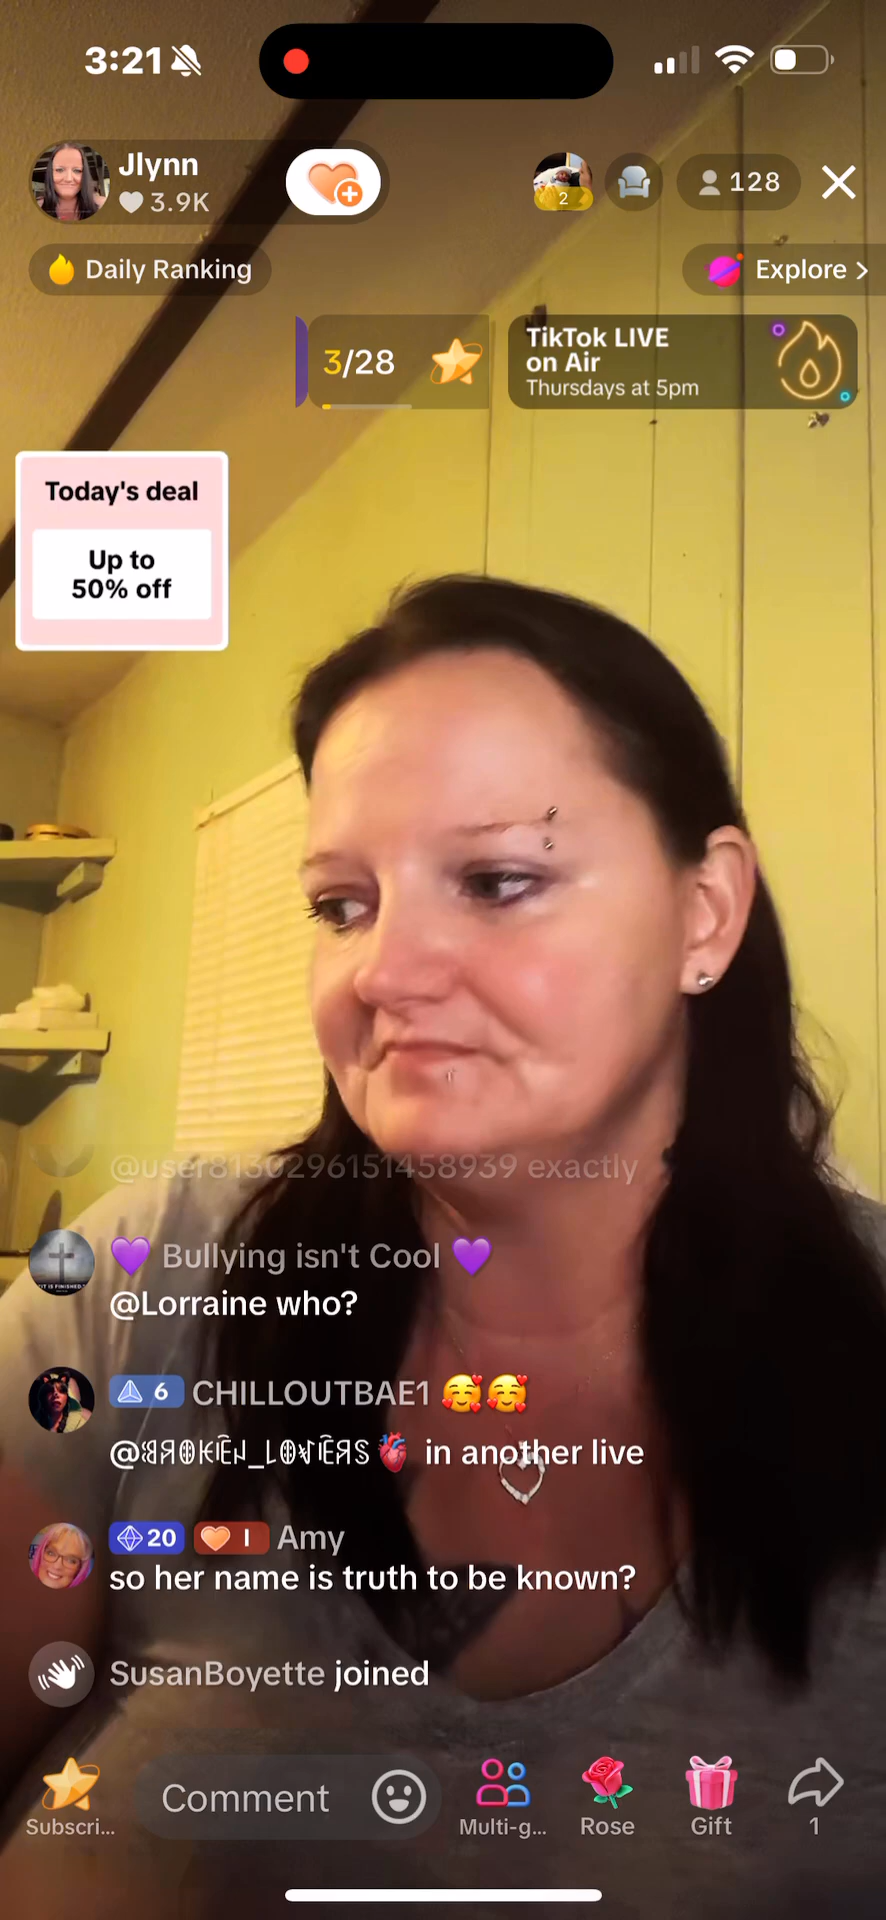 3:21
Jlynn
3.9K
2
128
Daily Ranking
Explore >
3/28
TikTok LIVE
on Air
Thursdays at 5pm
Today's deal
Up to
50% off
@user8130296151458939 exactly
💜 Bullying isn't Cool 💜
@Lorraine who?
6 CHILLOUTBAE1 🥰🥰
in another live
20 I Amy
so her name is truth to be known?
SusanBoyette joined
Comment
Subscri...
Multi-g...
Rose
Gift
1